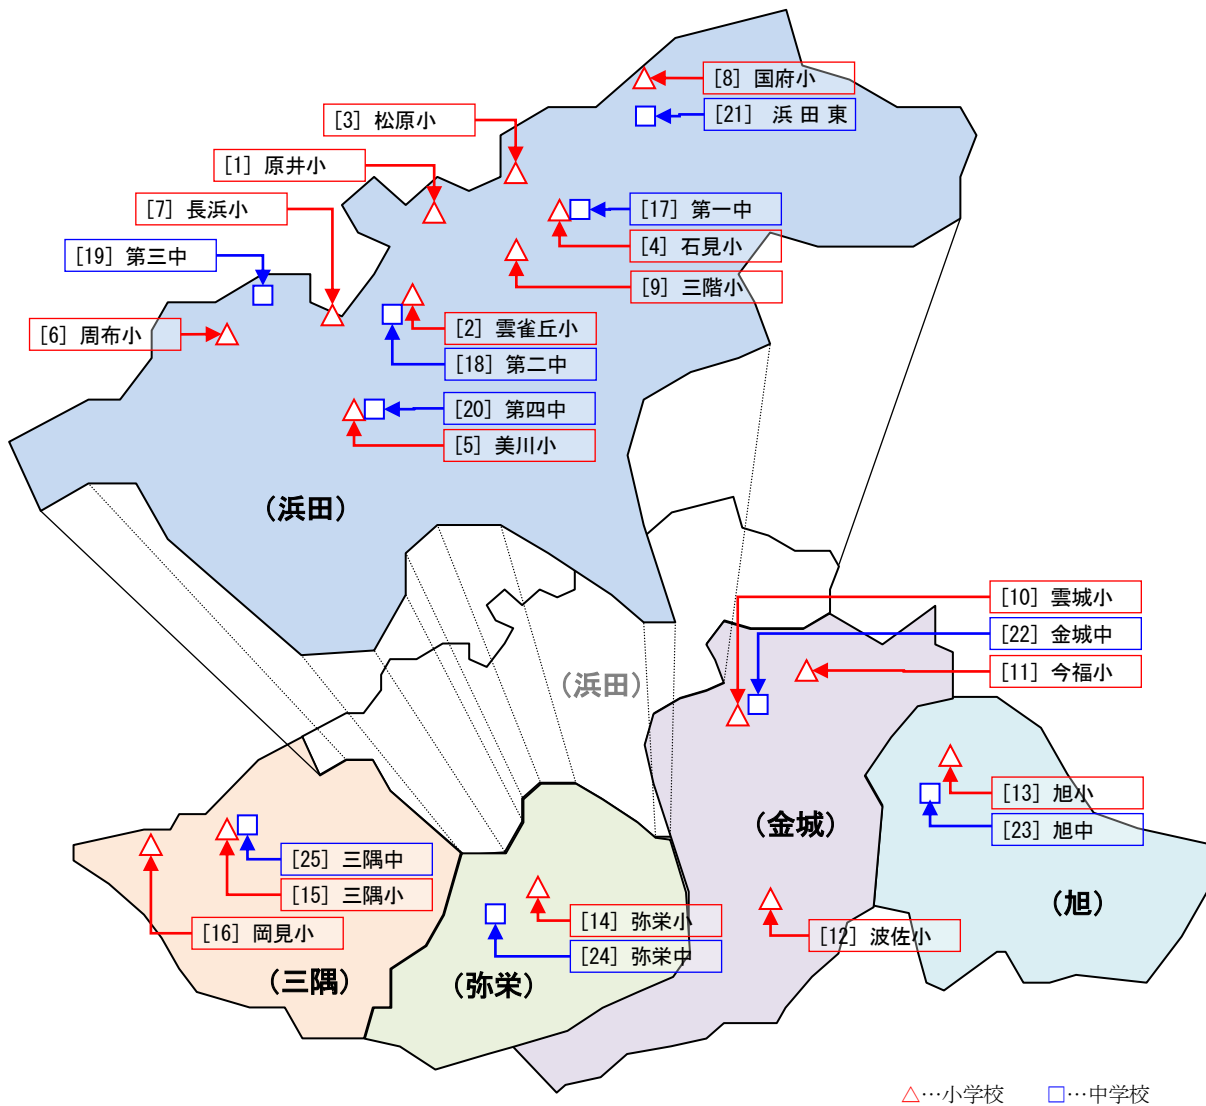 [8] 国府小
[21] 浜 田 東
[3] 松原小
[1] 原井小
[7] 長浜小
[17] 第一中
[19] 第三中
[4] 石見小
[9] 三階小
[6] 周布小
[2] 雲雀丘小
[18] 第二中
[20] 第四中
[5] 美川小
(浜田)
[10] 雲城小
[22] 金城中
[11] 今福小
(浜田)
[13] 旭小
[23] 旭中
(金城)
[25] 三隅中
[15] 三隅小
(旭)
[14] 弥栄小
[16] 岡見小
[12] 波佐小
[24] 弥栄中
(三隅)
(弥栄)
△…小学校 □…中学校